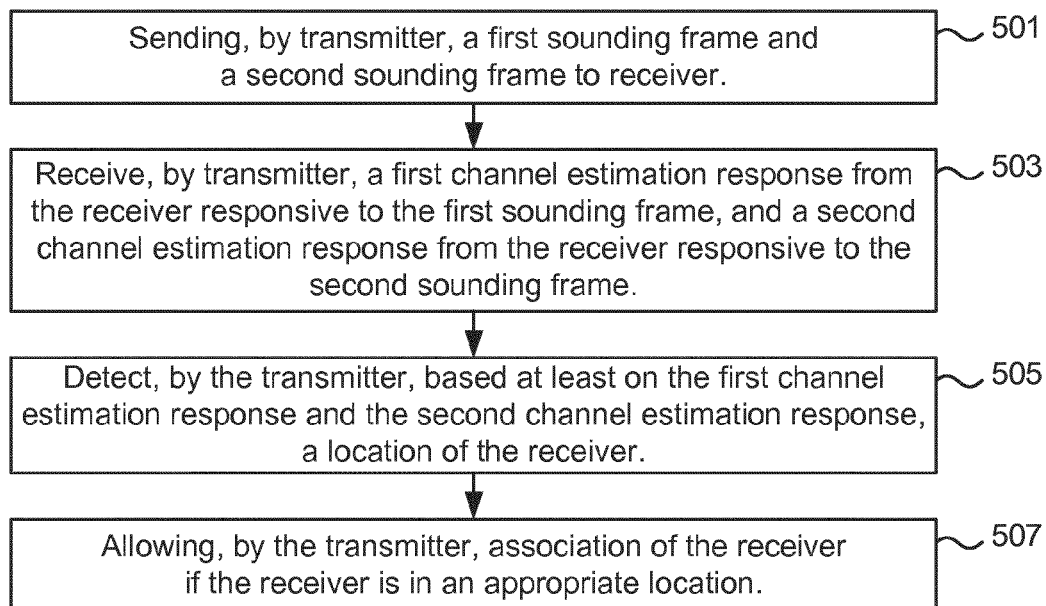 Sending, by transmitter, a first sounding frame and
a second sounding frame to receiver.
501
Receive, by transmitter, a first channel estimation response from
the receiver responsive to the first sounding frame, and a second
channel estimation response from the receiver responsive to the
second sounding frame.
503
Detect, by the transmitter, based at least on the first channel
estimation response and the second channel estimation response,
a location of the receiver.
505
Allowing, by the transmitter, association of the receiver
if the receiver is in an appropriate location.
507